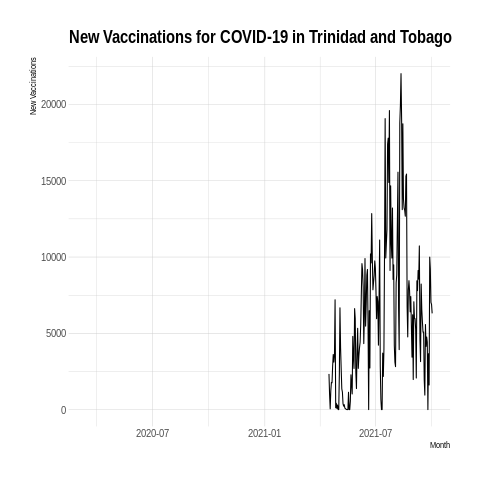 New Vaccinations for COVID-19 in Trinidad and Tobago
New Vaccinations
20000
15000
10000
5000
0
2020-07
2021-01
2021-07
Month